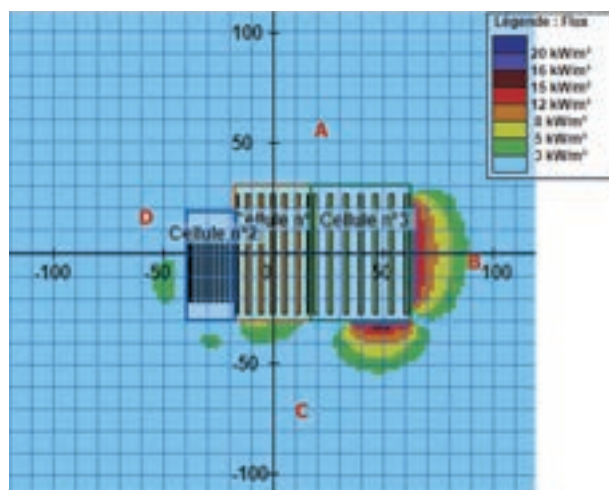 Légende : Flux
100
20 kW/m²
16 kW/m²
15 kW/m²
12 kW/m²
8 kW/m²
5 kW/m²
3 kW/m²
A
50
D
Cellule n°
Cellule n°3
Cellule n°2
B
-100
-50
0
50
100
-50
C
-100